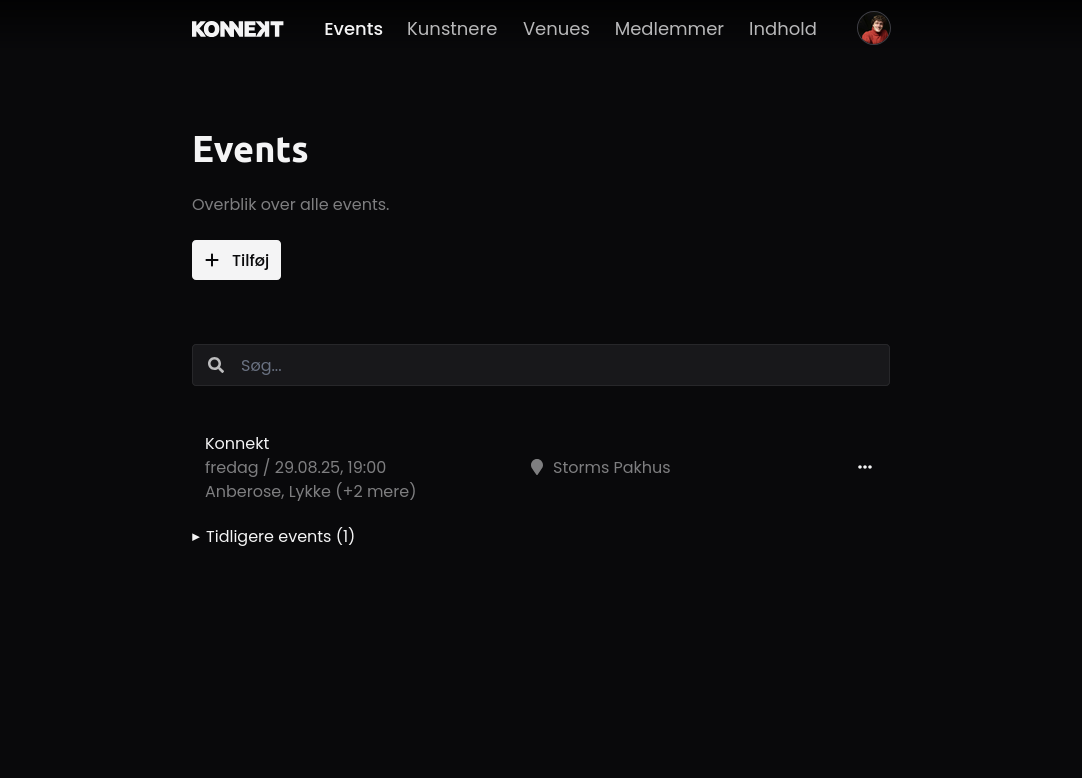 KONNEKT Events Kunstnere Venues Medlemmer Indhold
Events
Overblik over alle events.
Tilføj
Søg...
Konnekt
fredag / 29.08.25, 19:00
Storms Pakhus
Anberose, Lykke (+2 mere)
Tidligere events (1)